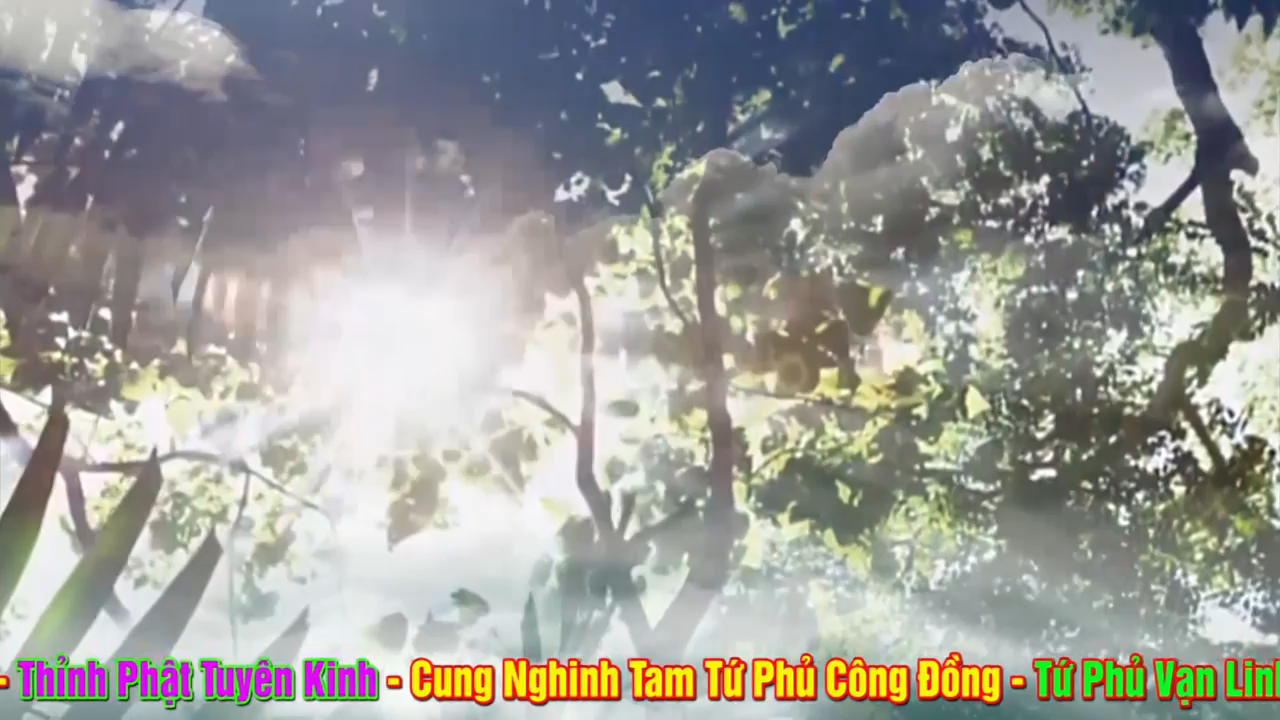 - Thỉnh Phật Tuyên Kinh - Cung Nghinh Tam Tứ Phủ Công Đồng - Tứ Phủ Vạn Linh